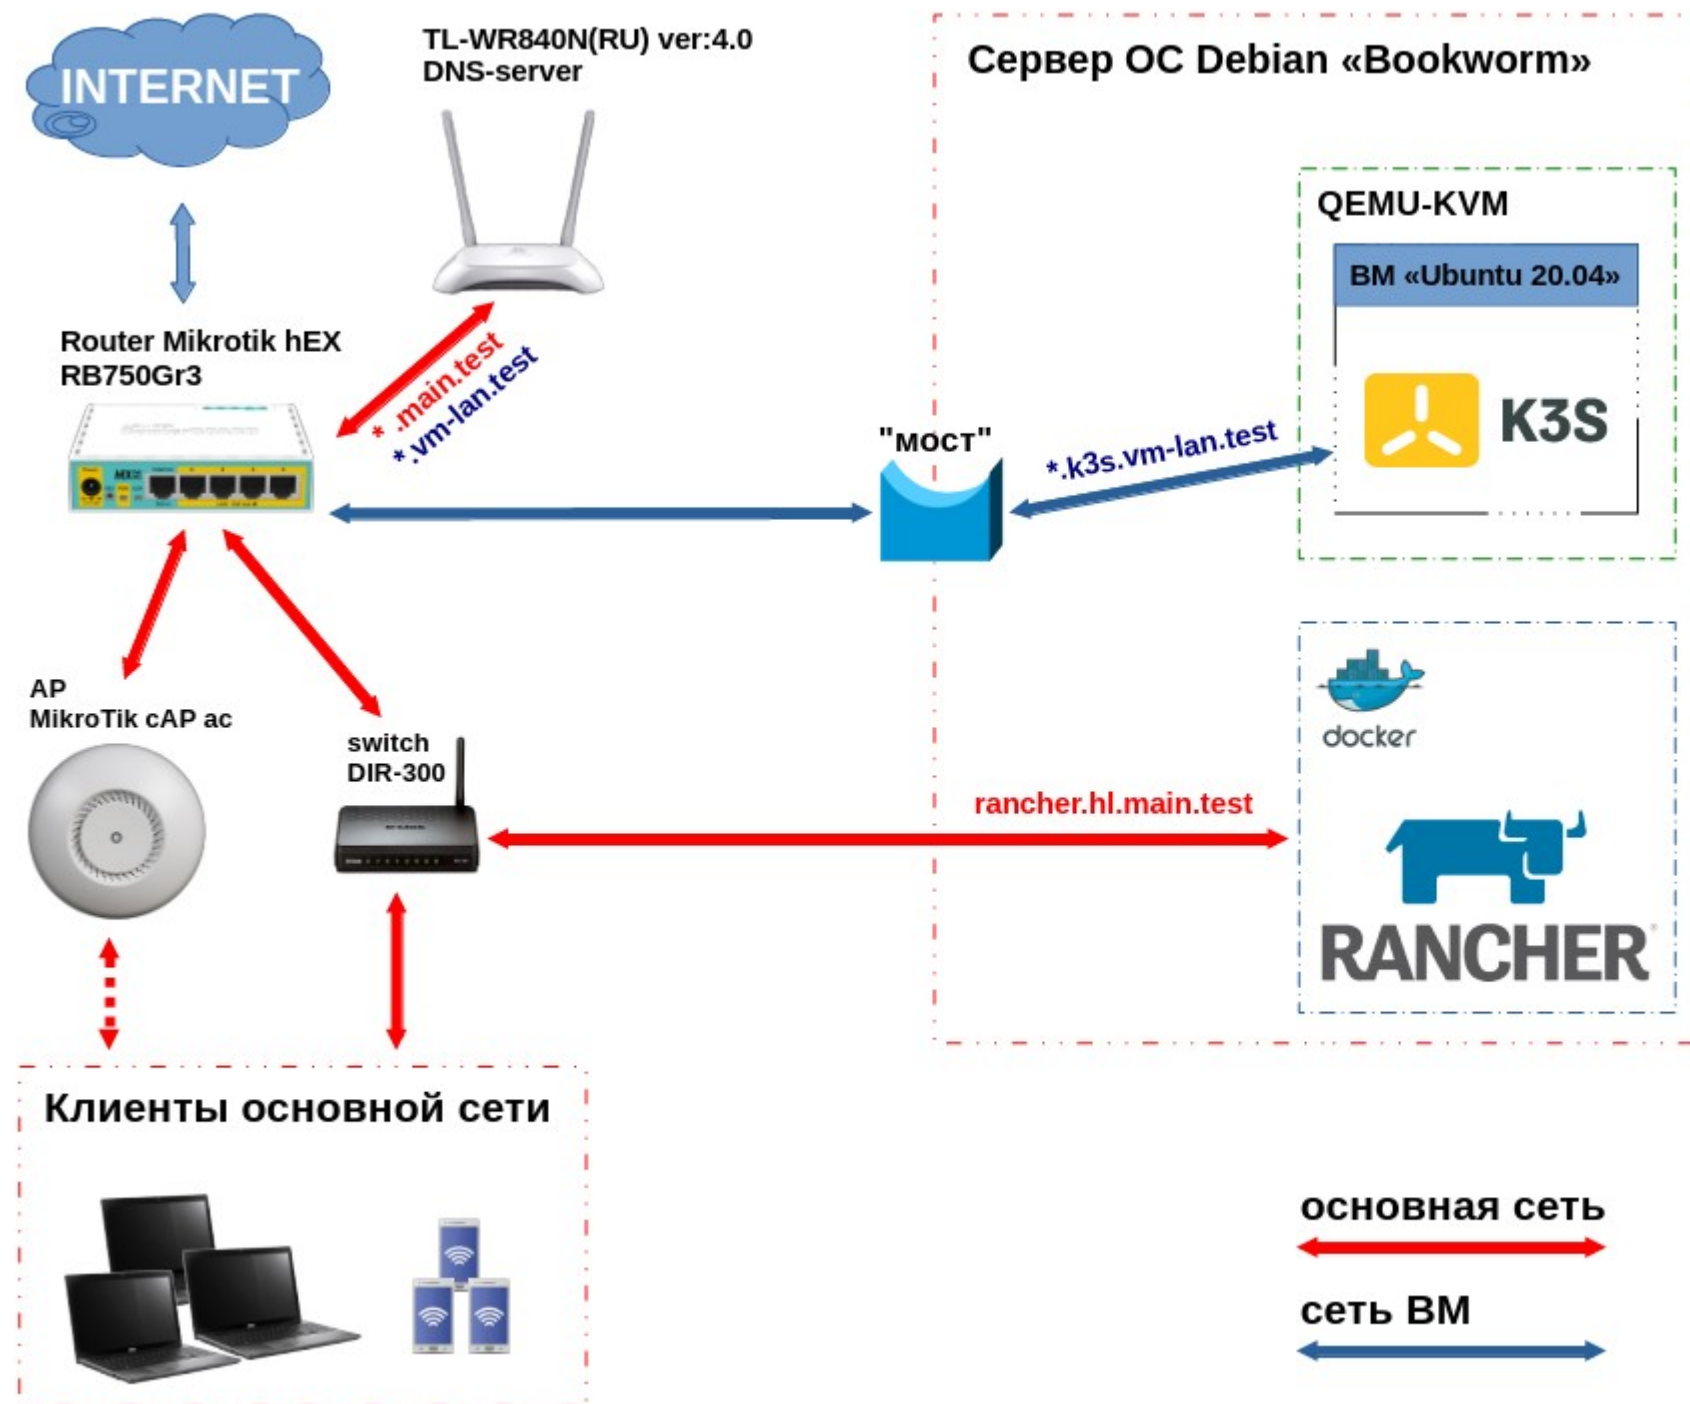 INTERNET
TL-WR840N(RU) ver:4.0
DNS-server
Сервер ОС Debian «Bookworm»
QEMU-KVM
ВМ «Ubuntu 20.04»
K3S
Router Mikrotik hEX
RB750Gr3
* .main.test
*.vm-lan.test
"мост"
*.k3s.vm-lan.test
AP
MikroTik cAP ac
switch
DIR-300
docker
rancher.hl.main.test
RANCHER
Клиенты основной сети
основная сеть
сеть ВМ